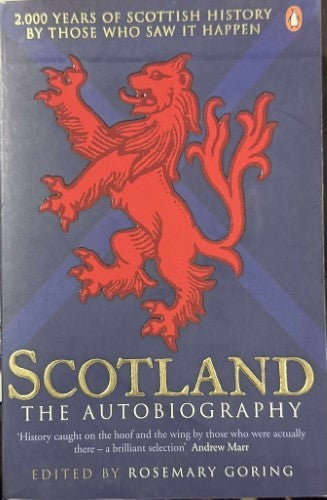 2,000 YEARS OF SCOTTISH HISTORY
BY THOSE WHO SAW IT HAPPEN
SCOTLAND
THE AUTOBIOGRAPHY
'History caught on the hoof and the wing by those who were actually
there – a brilliant selection' Andrew Marr
EDITED BY ROSEMARY GORING